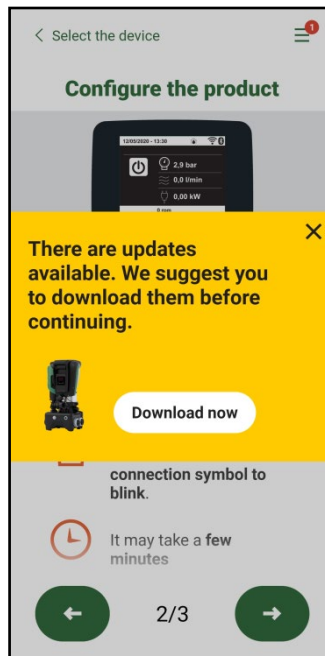 Select the device
1
Configure the product
12/05/2020 - 13:30
2,9 bar
0,0 l/min
0,00 kW
There are updates
available. We suggest you
to download them before
continuing.
Download now
connection symbol to
blink.
It may take a few
minutes
2/3